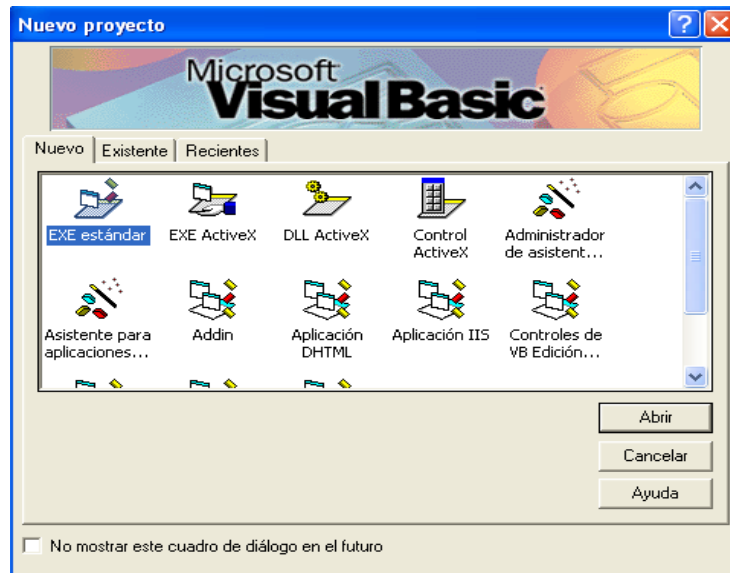 Nuevo proyecto
Microsoft
Visual Basic
Nuevo Existente Recientes
EXE estándar EXE ActiveX DLL ActiveX Control ActiveX Administrador de asistent...
Asistente para aplicaciones... Addin Aplicación DHTML Aplicación IIS Controles de VB Edición...
Abrir
Cancelar
Ayuda
No mostrar este cuadro de diálogo en el futuro